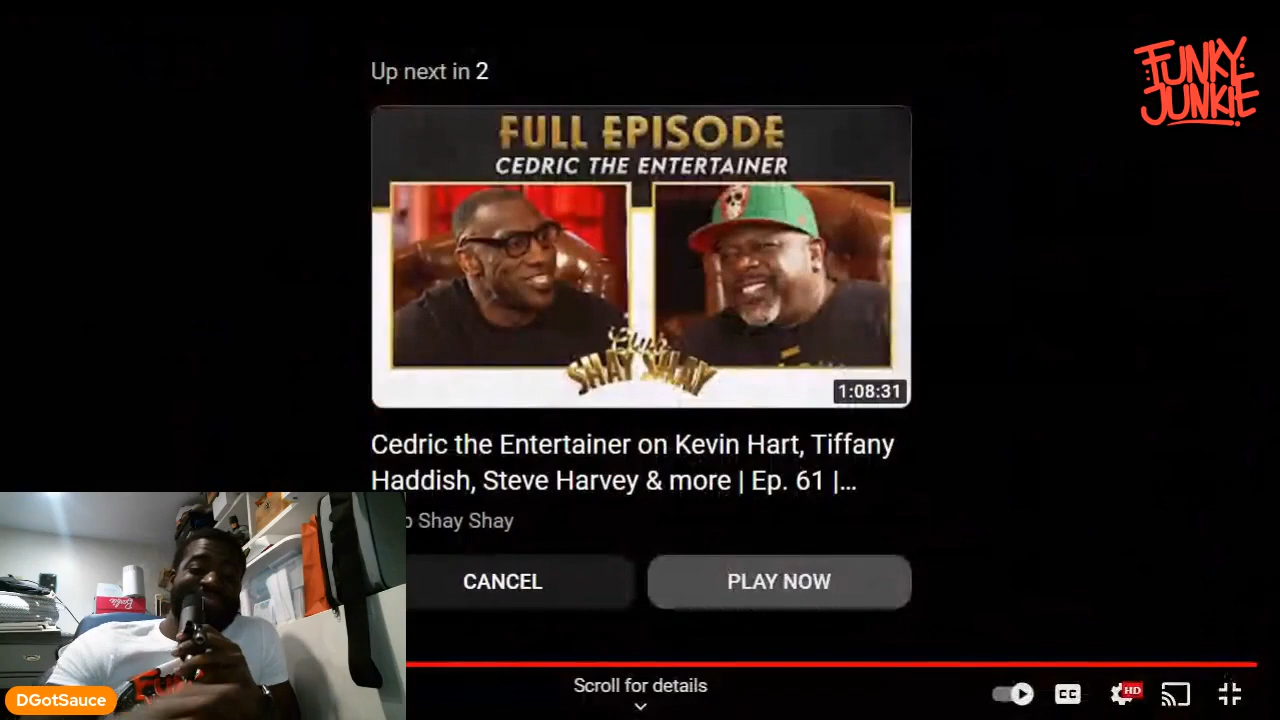 Up next in 2
FUNKY
JUNKIE
FULL EPISODE
CEDRIC THE ENTERTAINER
Club
SHAY SHAY
1:08:31
Cedric the Entertainer on Kevin Hart, Tiffany
Haddish, Steve Harvey & more | Ep. 61 |...
Shay Shay
CANCEL
PLAY NOW
Scroll for details
CC
HD
DGotSauce